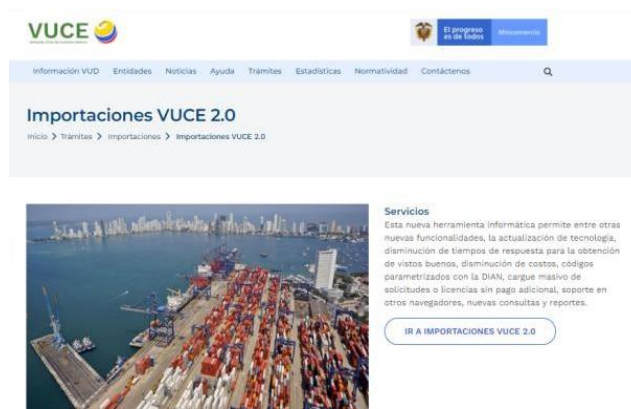 VUCE
El progreso
es de todos
Mincomercio
Información VUD Entidades Noticias Ayuda Trámites Estadísticas Normatividad Contáctenos
Importaciones VUCE 2.0
Inicio > Trámites > Importaciones > Importaciones VUCE 2.0
Servicios
Esta nueva herramienta informática permite entre otras
nuevas funcionalidades, la actualización de tecnología,
disminución de tiempos de respuesta para la obtención
de vistos buenos, disminución de costos, códigos
parametrizados con la DIAN, cargue masivo de
solicitudes o licencias sin pago adicional, soporte en
otros navegadores, nuevas consultas y reportes.
IR A IMPORTACIONES VUCE 2.0